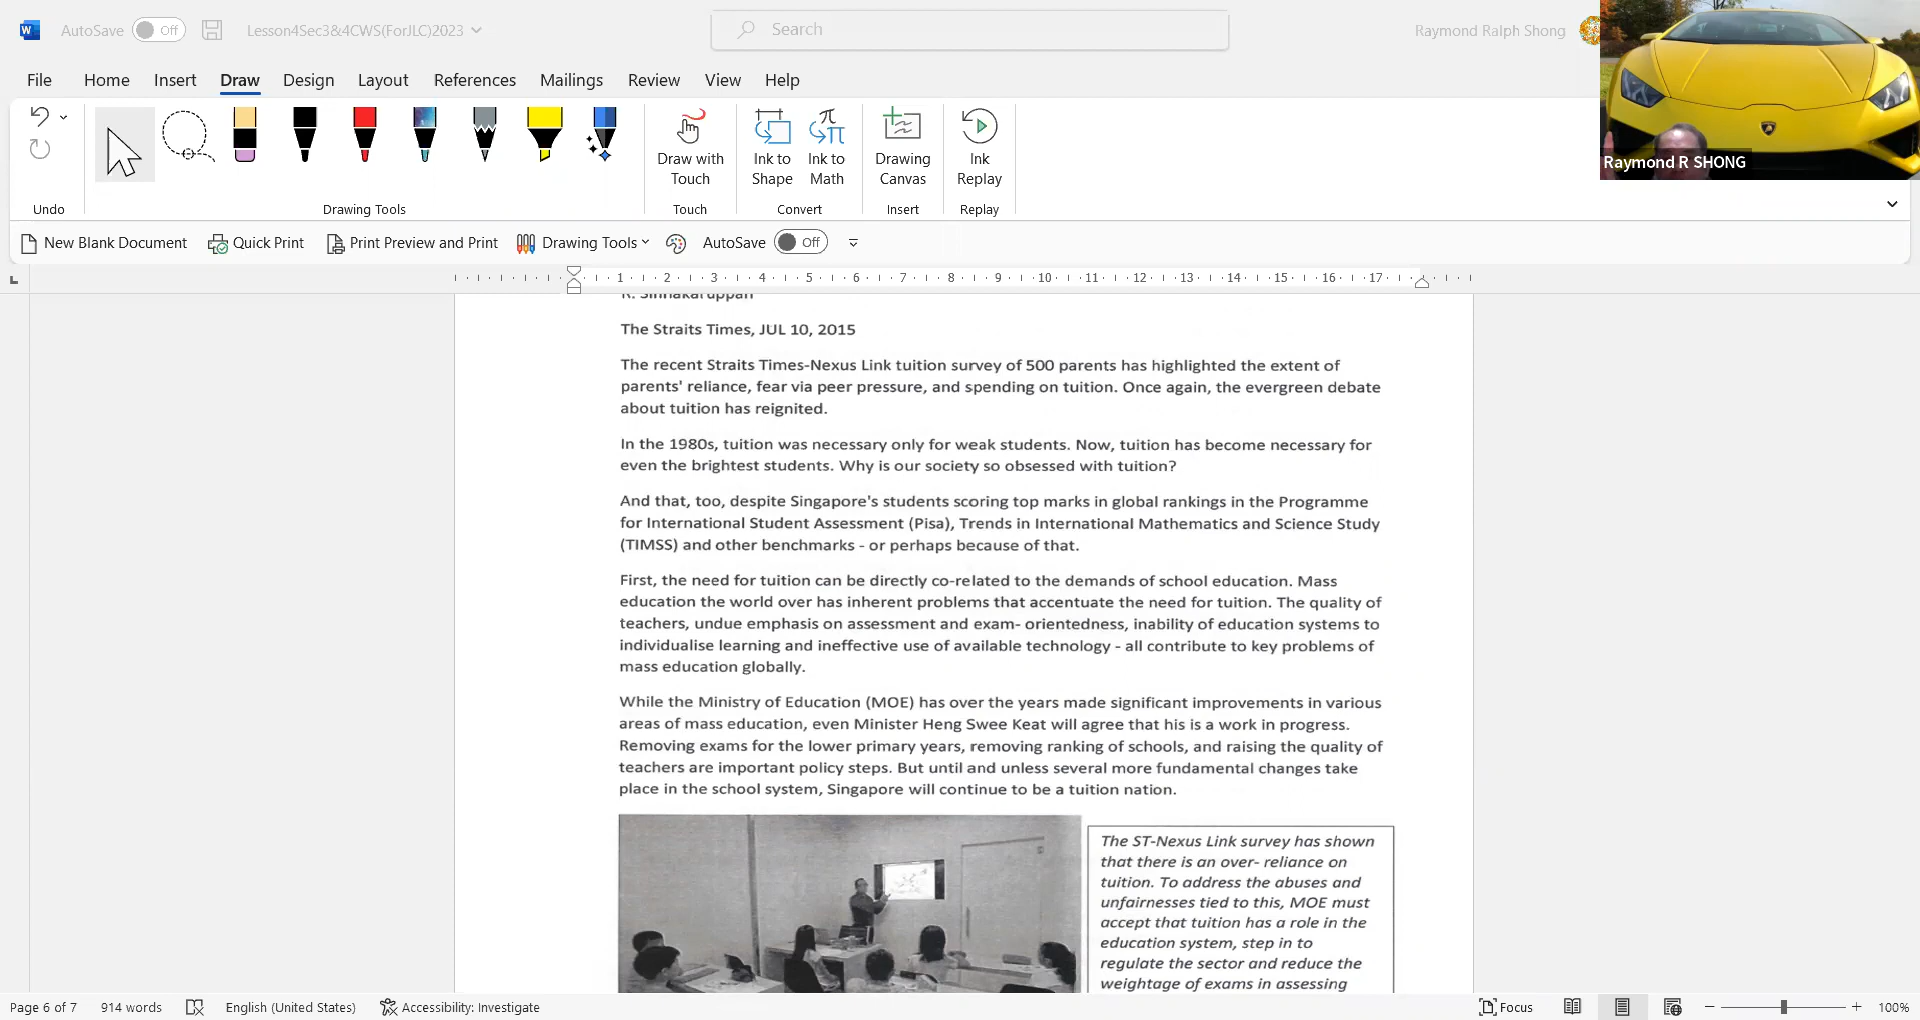 AutoSave Off Lesson4Sec3&4CWS(ForJLC)2023 Search Raymond Ralph Shong
File Home Insert Draw Design Layout References Mailings Review View Help
Raymond R SHONG
Draw with Touch
Ink to Shape
Ink to Math
Drawing Canvas
Ink Replay
Undo Drawing Tools Touch Convert Insert Replay
New Blank Document Quick Print Print Preview and Print Drawing Tools AutoSave Off
1 2 3 4 5 6 7 8 9 10 11 12 13 14 15 16 17
R. Sinnakaruppan
The Straits Times, JUL 10, 2015
The recent Straits Times-Nexus Link tuition survey of 500 parents has highlighted the extent of
parents' reliance, fear via peer pressure, and spending on tuition. Once again, the evergreen debate
about tuition has reignited.
In the 1980s, tuition was necessary only for weak students. Now, tuition has become necessary for
even the brightest students. Why is our society so obsessed with tuition?
And that, too, despite Singapore's students scoring top marks in global rankings in the Programme
for International Student Assessment (Pisa), Trends in International Mathematics and Science Study
(TIMSS) and other benchmarks - or perhaps because of that.
First, the need for tuition can be directly co-related to the demands of school education. Mass
education the world over has inherent problems that accentuate the need for tuition. The quality of
teachers, undue emphasis on assessment and exam- orientedness, inability of education systems to
individualise learning and ineffective use of available technology - all contribute to key problems of
mass education globally.
While the Ministry of Education (MOE) has over the years made significant improvements in various
areas of mass education, even Minister Heng Swee Keat will agree that his is a work in progress.
Removing exams for the lower primary years, removing ranking of schools, and raising the quality of
teachers are important policy steps. But until and unless several more fundamental changes take
place in the school system, Singapore will continue to be a tuition nation.
The ST-Nexus Link survey has shown
that there is an over- reliance on
tuition. To address the abuses and
unfairnesses tied to this, MOE must
accept that tuition has a role in the
education system, step in to
regulate the sector and reduce the
weightage of exams in assessing
Page 6 of 7 914 words English (United States) Accessibility: Investigate Focus 100%